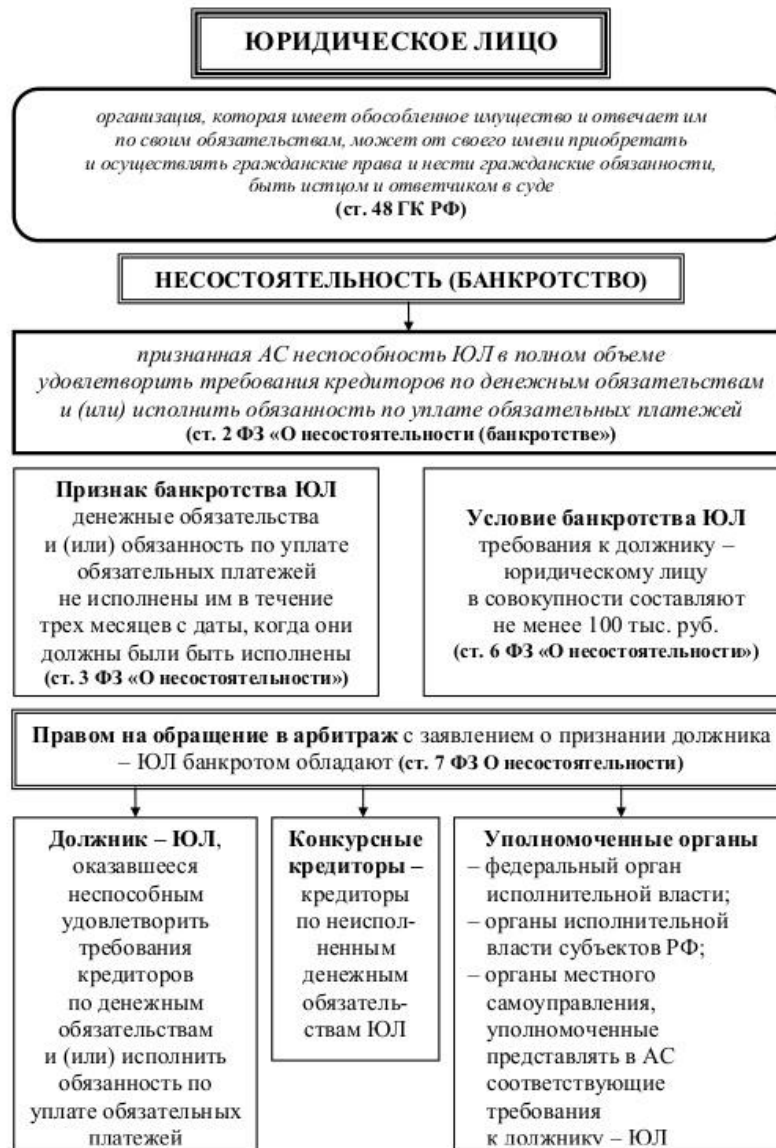 ЮРИДИЧЕСКОЕ ЛИЦО
организация, которая имеет обособленное имущество и отвечает им
по своим обязательствам, может от своего имени приобретать
и осуществлять гражданские права и нести гражданские обязанности,
быть истцом и ответчиком в суде
(ст. 48 ГК РФ)
НЕСОСТОЯТЕЛЬНОСТЬ (БАНКРОТСТВО)
признанная АС неспособность ЮЛ в полном объеме
удовлетворить требования кредиторов по денежным обязательствам
и (или) исполнить обязанность по уплате обязательных платежей
(ст. 2 ФЗ «О несостоятельности (банкротстве»)
Признак банкротства ЮЛ
денежные обязательства
и (или) обязанность по уплате
обязательных платежей
не исполнены им в течение
трех месяцев с даты, когда они
должны были быть исполнены
(ст. 3 ФЗ «О несостоятельности»)
Условие банкротства ЮЛ
требования к должнику –
юридическому лицу
в совокупности составляют
не менее 100 тыс. руб.
(ст. 6 ФЗ «О несостоятельности»)
Правом на обращение в арбитраж с заявлением о признании должника
– ЮЛ банкротом обладают (ст. 7 ФЗ О несостоятельности)
Должник – ЮЛ,
оказавшееся
неспособным
удовлетворить
требования
кредиторов
по денежным
обязательствам
и (или) исполнить
обязанность по
уплате обязательных
платежей
Конкурсные
кредиторы –
кредиторы
по неиспол-
ненным
денежным
обязатель-
ствам ЮЛ
Уполномоченные органы
– федеральный орган
исполнительной власти;
– органы исполнительной
власти субъектов РФ;
– органы местного
самоуправления,
уполномоченные
представлять в АС
соответствующие
требования
к должнику – ЮЛ